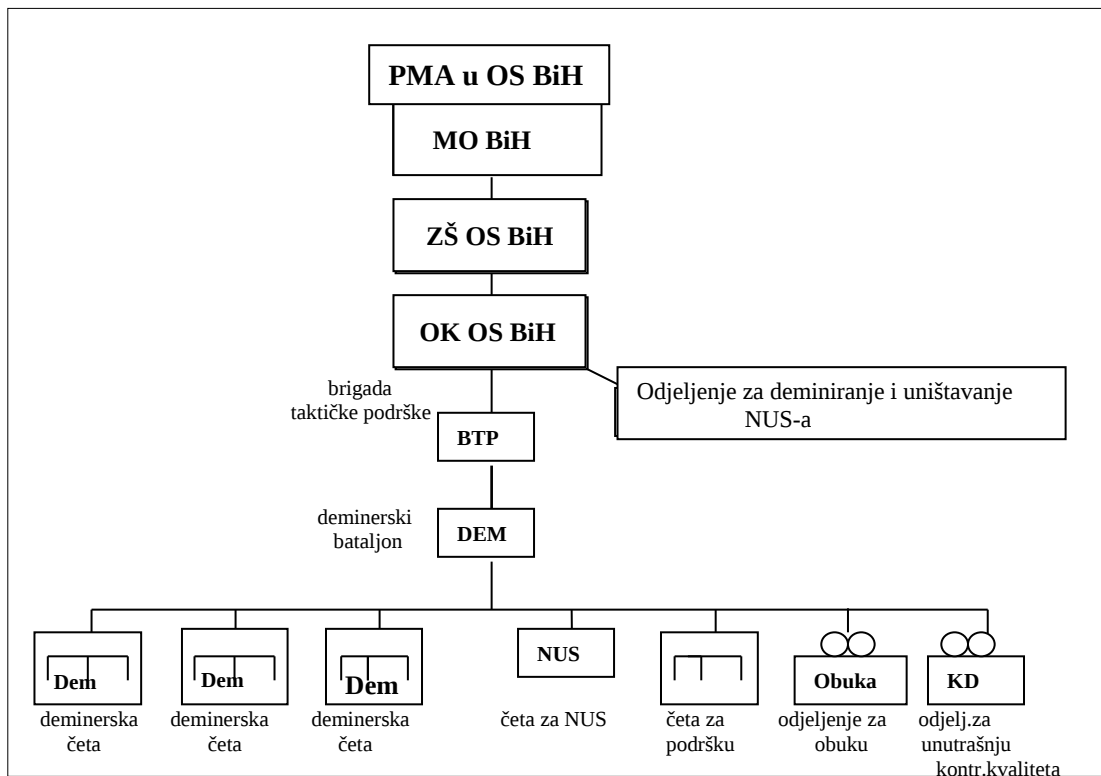 PMA u OS BiH
MO BiH
ZŠ OS BiH
OK OS BiH
Odjeljenje za deminiranje i uništavanje
NUS-a
brigada
taktičke podrške
BTP
deminerski
bataljon
DEM
Dem
deminerska
četa
Dem
deminerska
četa
Dem
deminerska
četa
NUS
četa za NUS
četa za
podršku
Obuka
odjeljenje za
obuku
KD
odjelj.za
unutrašnju
kontr.kvaliteta